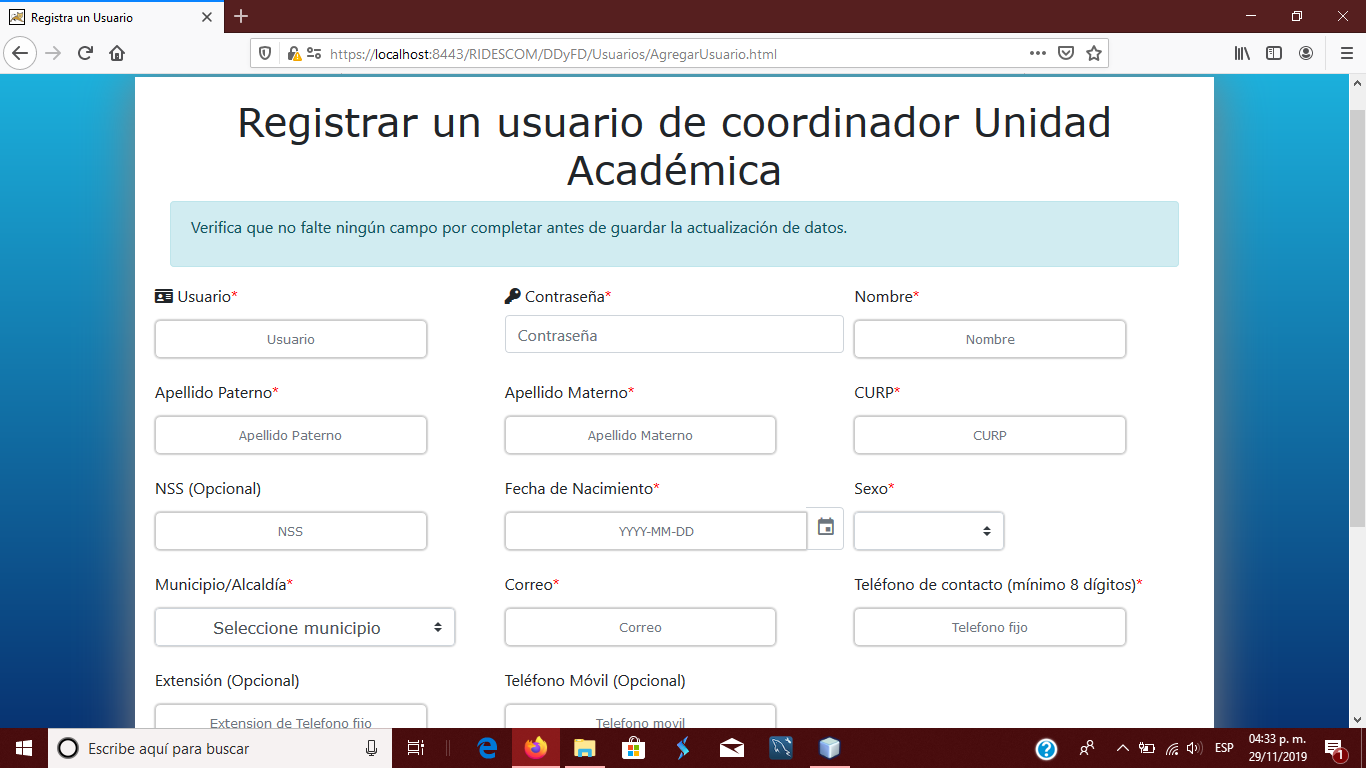 Registra un Usuario
https://localhost:8443/RIDESCOM/DDyFD/Usuarios/AgregarUsuario.html
Registrar un usuario de coordinador Unidad
Académica
Verifica que no falte ningún campo por completar antes de guardar la actualización de datos.
Usuario* Contraseña* Nombre*
Usuario Contraseña Nombre
Apellido Paterno* Apellido Materno* CURP*
Apellido Paterno Apellido Materno CURP
NSS (Opcional) Fecha de Nacimiento* Sexo*
NSS YYYY-MM-DD
Municipio/Alcaldía* Correo* Teléfono de contacto (mínimo 8 dígitos)*
Seleccione municipio Correo Telefono fijo
Extensión (Opcional) Teléfono Móvil (Opcional)
Extension de Telefono fijo Telefono movil
Escribe aquí para buscar ESP 04:33 p. m.
29/11/2019 1